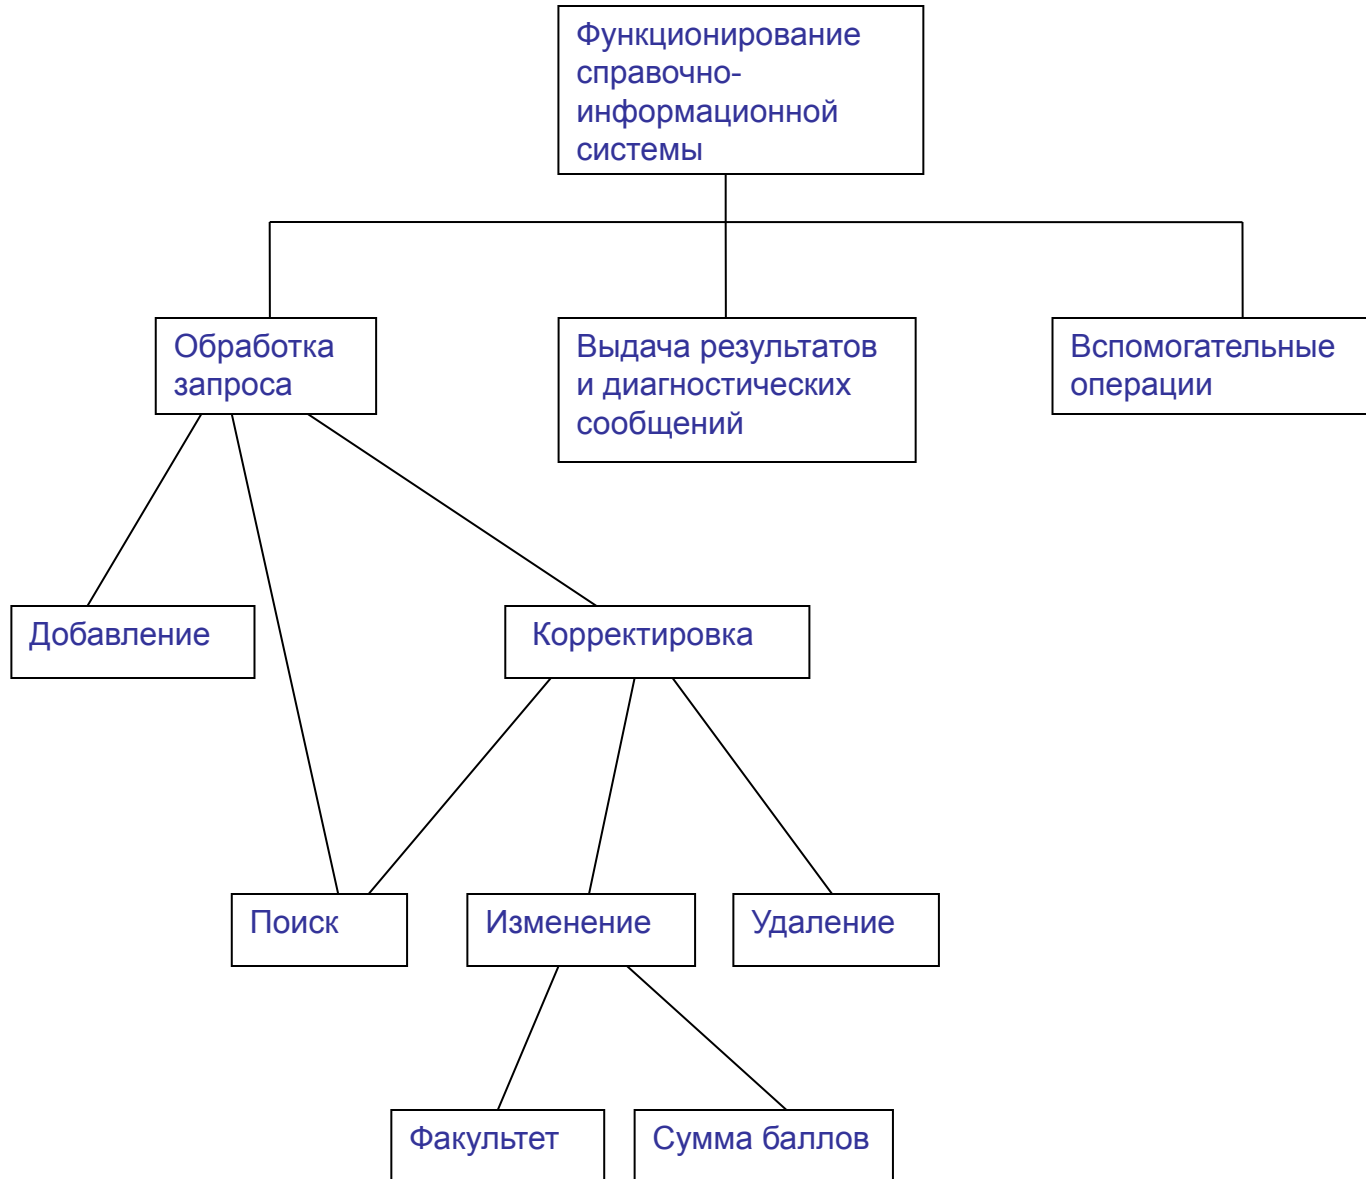 Функционирование
справочно-
информационной
системы
Обработка
запроса
Выдача результатов
и диагностических
сообщений
Вспомогательные
операции
Добавление
Корректировка
Поиск
Изменение
Удаление
Факультет
Сумма баллов